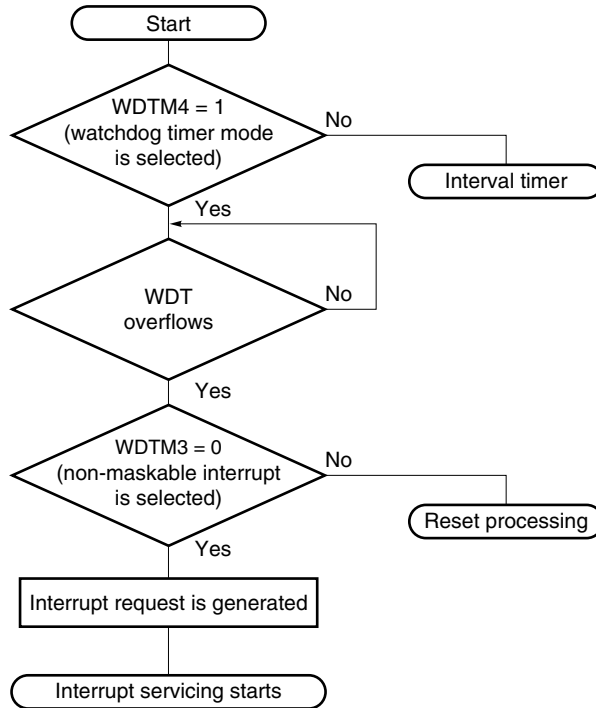 Start
WDTM4 = 1
(watchdog timer mode
is selected)
No
Interval timer
Yes
WDT
overflows
No
Yes
WDTM3 = 0
(non-maskable interrupt
is selected)
No
Reset processing
Yes
Interrupt request is generated
Interrupt servicing starts